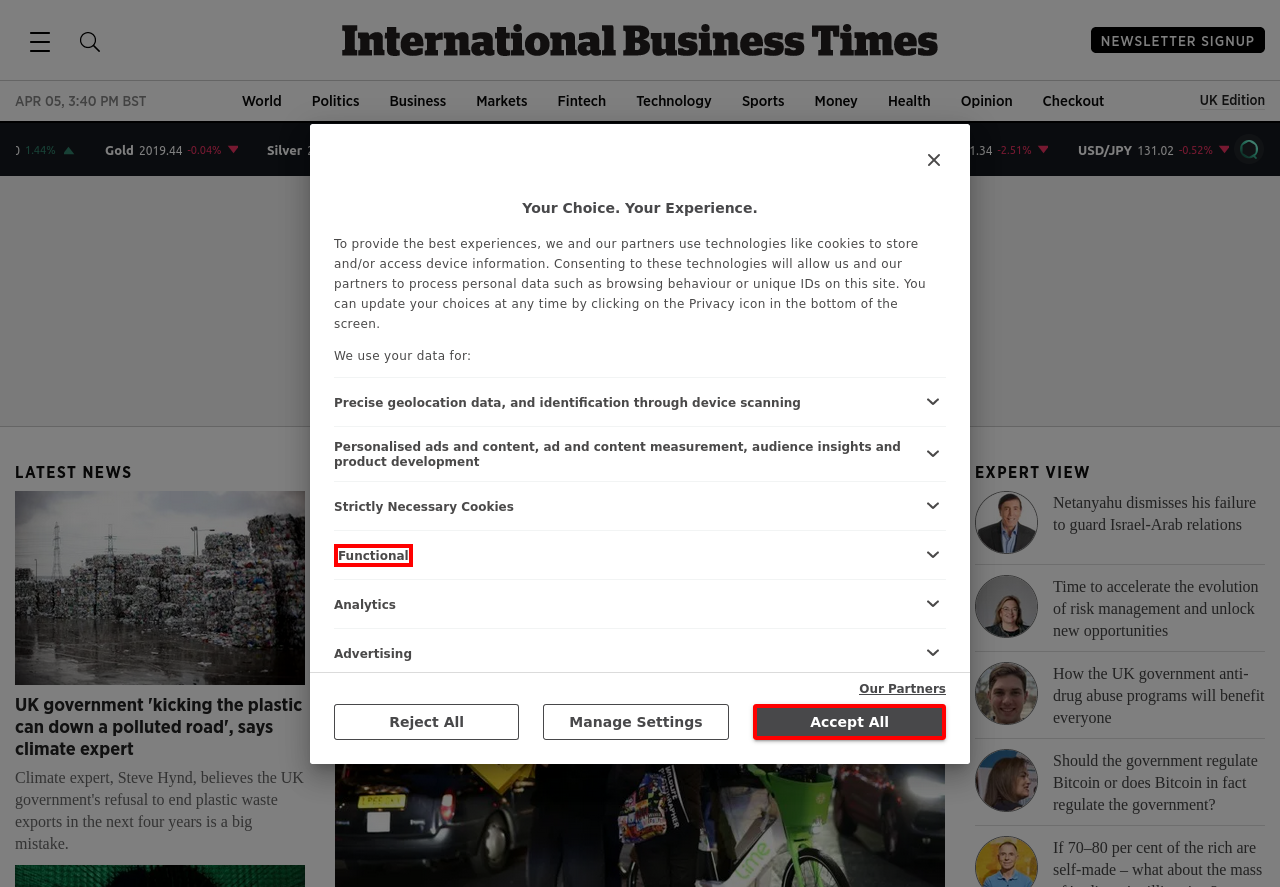 International Business Times
NEWSLETTER SIGNUP
APR 05, 3:40 PM BST
World Politics Business Markets Fintech Technology Sports Money Health Opinion Checkout
UK Edition
1.44% Gold 2019.44 -0.04% Silver
-2.51% USD/JPY 131.02 -0.52%
Your Choice. Your Experience.
To provide the best experiences, we and our partners use technologies like cookies to store
and/or access device information. Consenting to these technologies will allow us and our
partners to process personal data such as browsing behaviour or unique IDs on this site. You
can update your choices at any time by clicking on the Privacy icon in the bottom of the
screen.
We use your data for:
Precise geolocation data, and identification through device scanning
Personalised ads and content, ad and content measurement, audience insights and
product development
Strictly Necessary Cookies
Functional
Analytics
Advertising
Our Partners
Reject All
Manage Settings
Accept All
LATEST NEWS
UK government 'kicking the plastic
can down a polluted road', says
climate expert
Climate expert, Steve Hynd, believes the UK
government's refusal to end plastic waste
exports in the next four years is a big
mistake.
Lime
EXPERT VIEW
Netanyahu dismisses his failure
to guard Israel-Arab relations
Time to accelerate the evolution
of risk management and unlock
new opportunities
How the UK government anti-
drug abuse programs will benefit
everyone
Should the government regulate
Bitcoin or does Bitcoin in fact
regulate the government?
If 70–80 per cent of the rich are
self-made – what about the mass